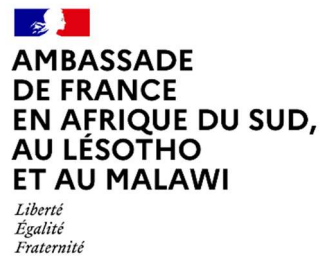 AMBASSADE
DE FRANCE
EN AFRIQUE DU SUD,
AU LÉSOTHO
ET AU MALAWI
Liberté
Égalité
Fraternité